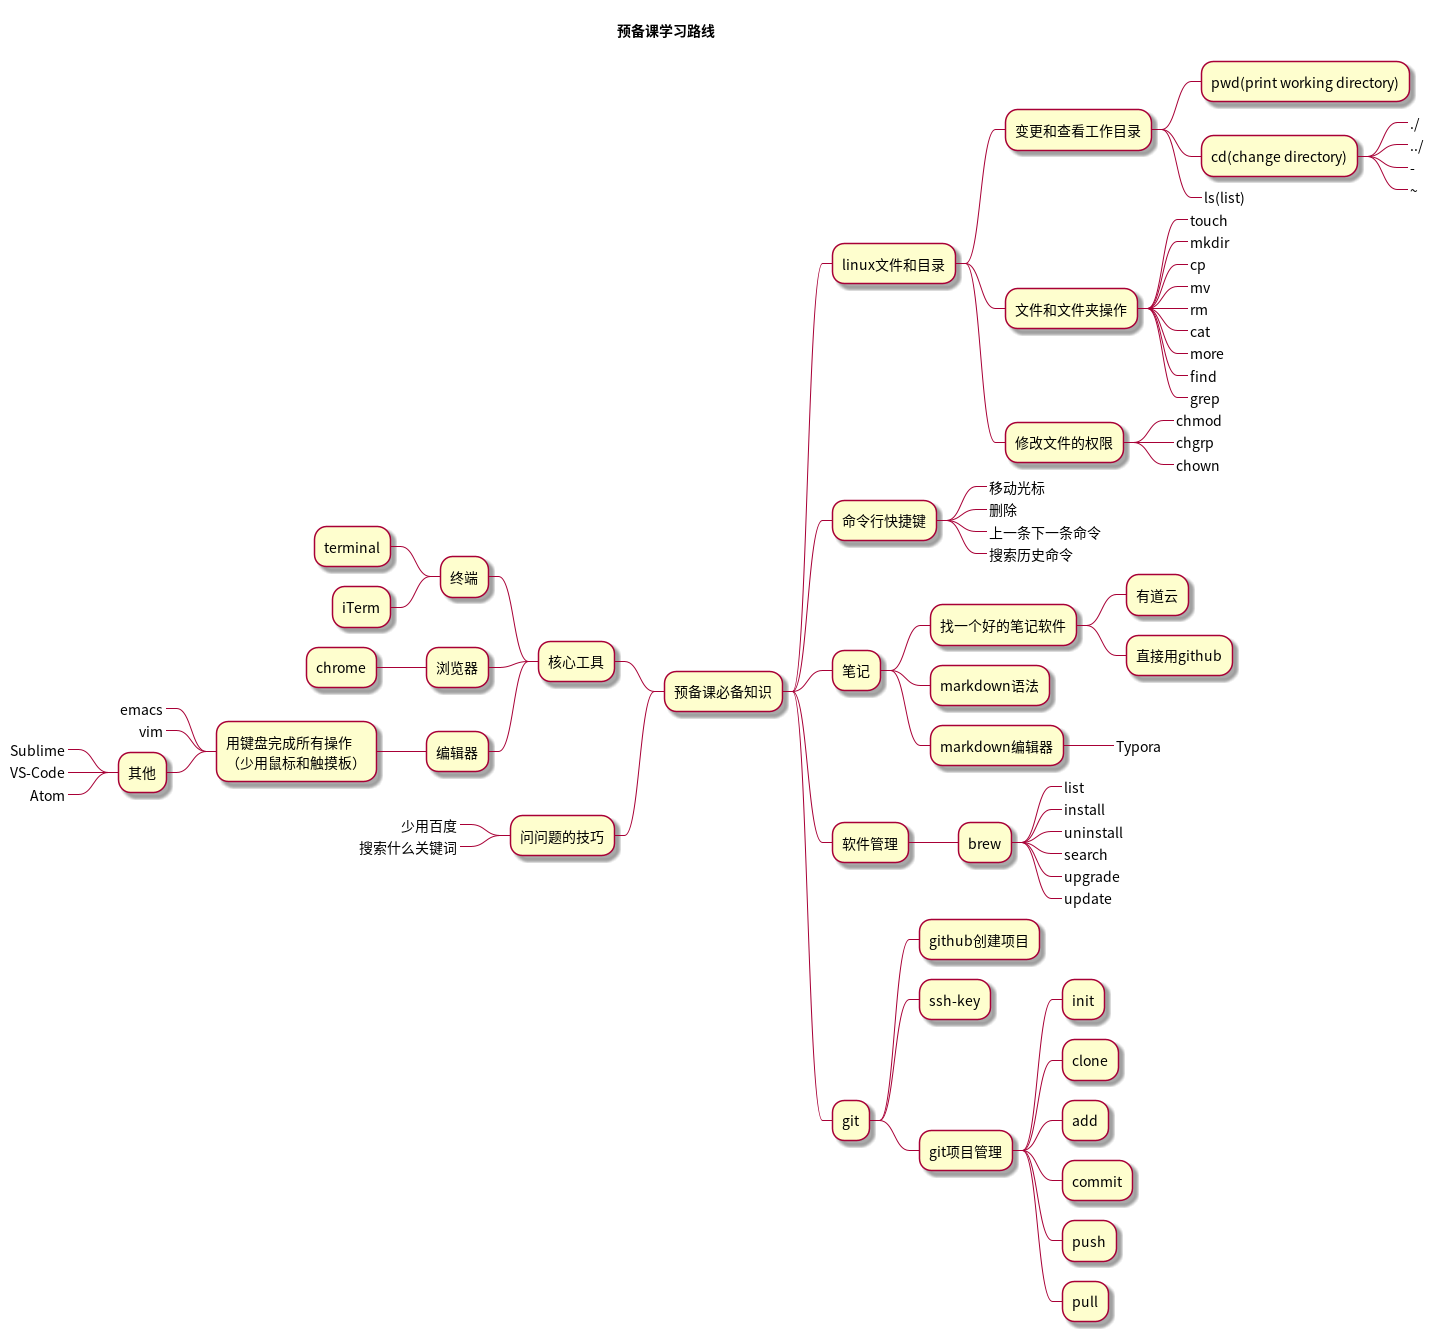 预备课学习路线
预备课必备知识
linux文件和目录
变更和查看工作目录
pwd(print working directory)
cd(change directory)
./
../
-
~
ls(list)
文件和文件夹操作
touch
mkdir
cp
mv
rm
cat
more
find
grep
修改文件的权限
chmod
chgrp
chown
命令行快捷键
移动光标
删除
上一条下一条命令
搜索历史命令
笔记
找一个好的笔记软件
有道云
直接用github
markdown语法
markdown编辑器
Typora
软件管理
brew
list
install
uninstall
search
upgrade
update
git
github创建项目
ssh-key
git项目管理
init
clone
add
commit
push
pull
核心工具
终端
terminal
iTerm
浏览器
chrome
编辑器
用键盘完成所有操作
（少用鼠标和触摸板）
emacs
vim
其他
Sublime
VS-Code
Atom
问问题的技巧
少用百度
搜索什么关键词